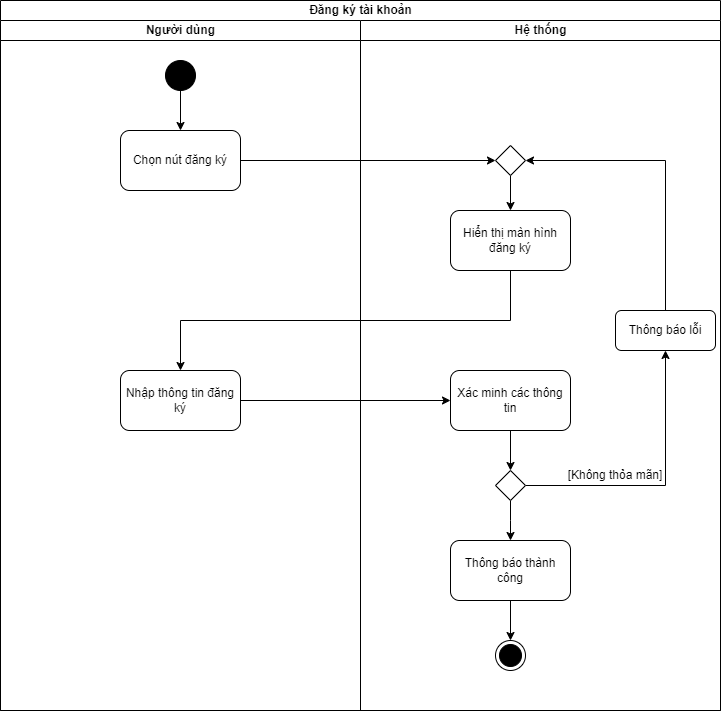 Đăng ký tài khoản
Người dùng
Hệ thống
Chọn nút đăng ký
Hiển thị màn hình
đăng ký
Thông báo lỗi
Nhập thông tin đăng
ký
Xác minh các thông
tin
[Không thỏa mãn]
Thông báo thành
công